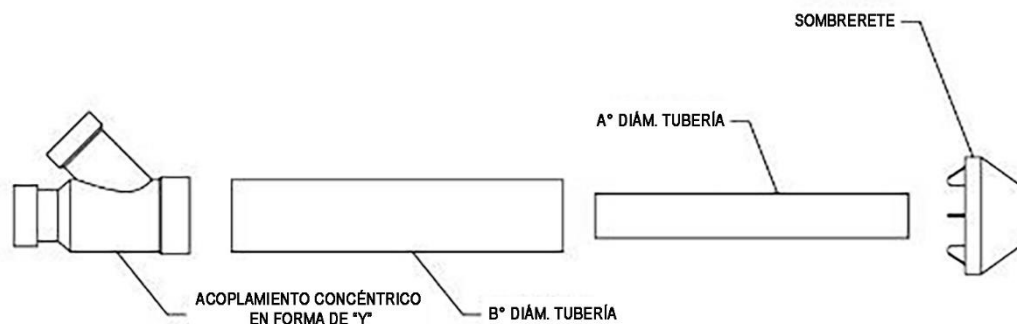 SOMBRERETE
A° DIÁM. TUBERÍA
ACOPLAMIENTO CONCÉNTRICO
EN FORMA DE "Y"
B° DIÁM. TUBERÍA